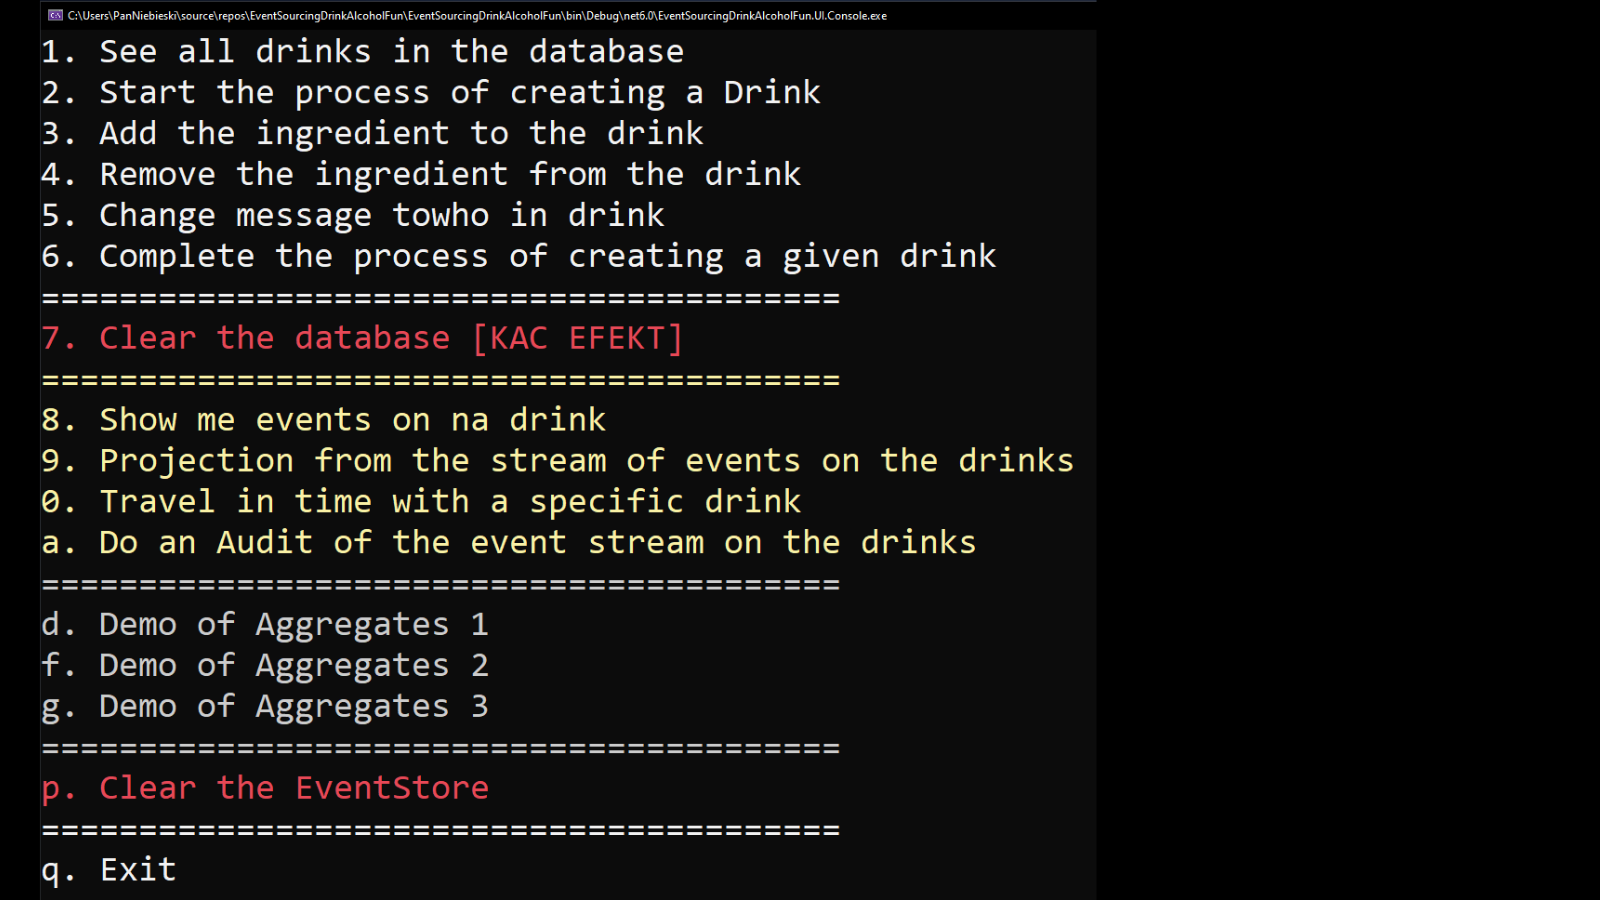 C:\Users\PanNiebieski\source\repos\EventSourcingDrinkAlcoholFun\EventSourcingDrinkAlcoholFun\bin\Debug\net6.0\EventSourcingDrinkAlcoholFun.UI.Console.exe
1. See all drinks in the database
2. Start the process of creating a Drink
3. Add the ingredient to the drink
4. Remove the ingredient from the drink
5. Change message towho in drink
6. Complete the process of creating a given drink
=========================================
7. Clear the database [KAC EFEKT]
=========================================
8. Show me events on na drink
9. Projection from the stream of events on the drinks
0. Travel in time with a specific drink
a. Do an Audit of the event stream on the drinks
=========================================
d. Demo of Aggregates 1
f. Demo of Aggregates 2
g. Demo of Aggregates 3
=========================================
p. Clear the EventStore
=========================================
q. Exit